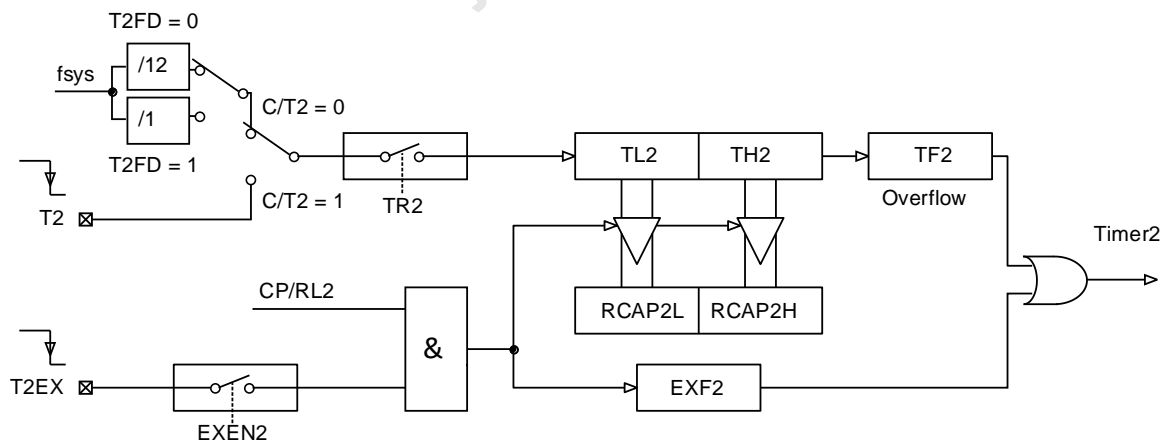 T2FD = 0
/12
fsys
C/T2 = 0
/1
T2FD = 1
TL2
TH2
TF2
C/T2 = 1
TR2
Overflow
T2
Timer2
CP/RL2
RCAP2L
RCAP2H
&
T2EX
EXF2
EXEN2